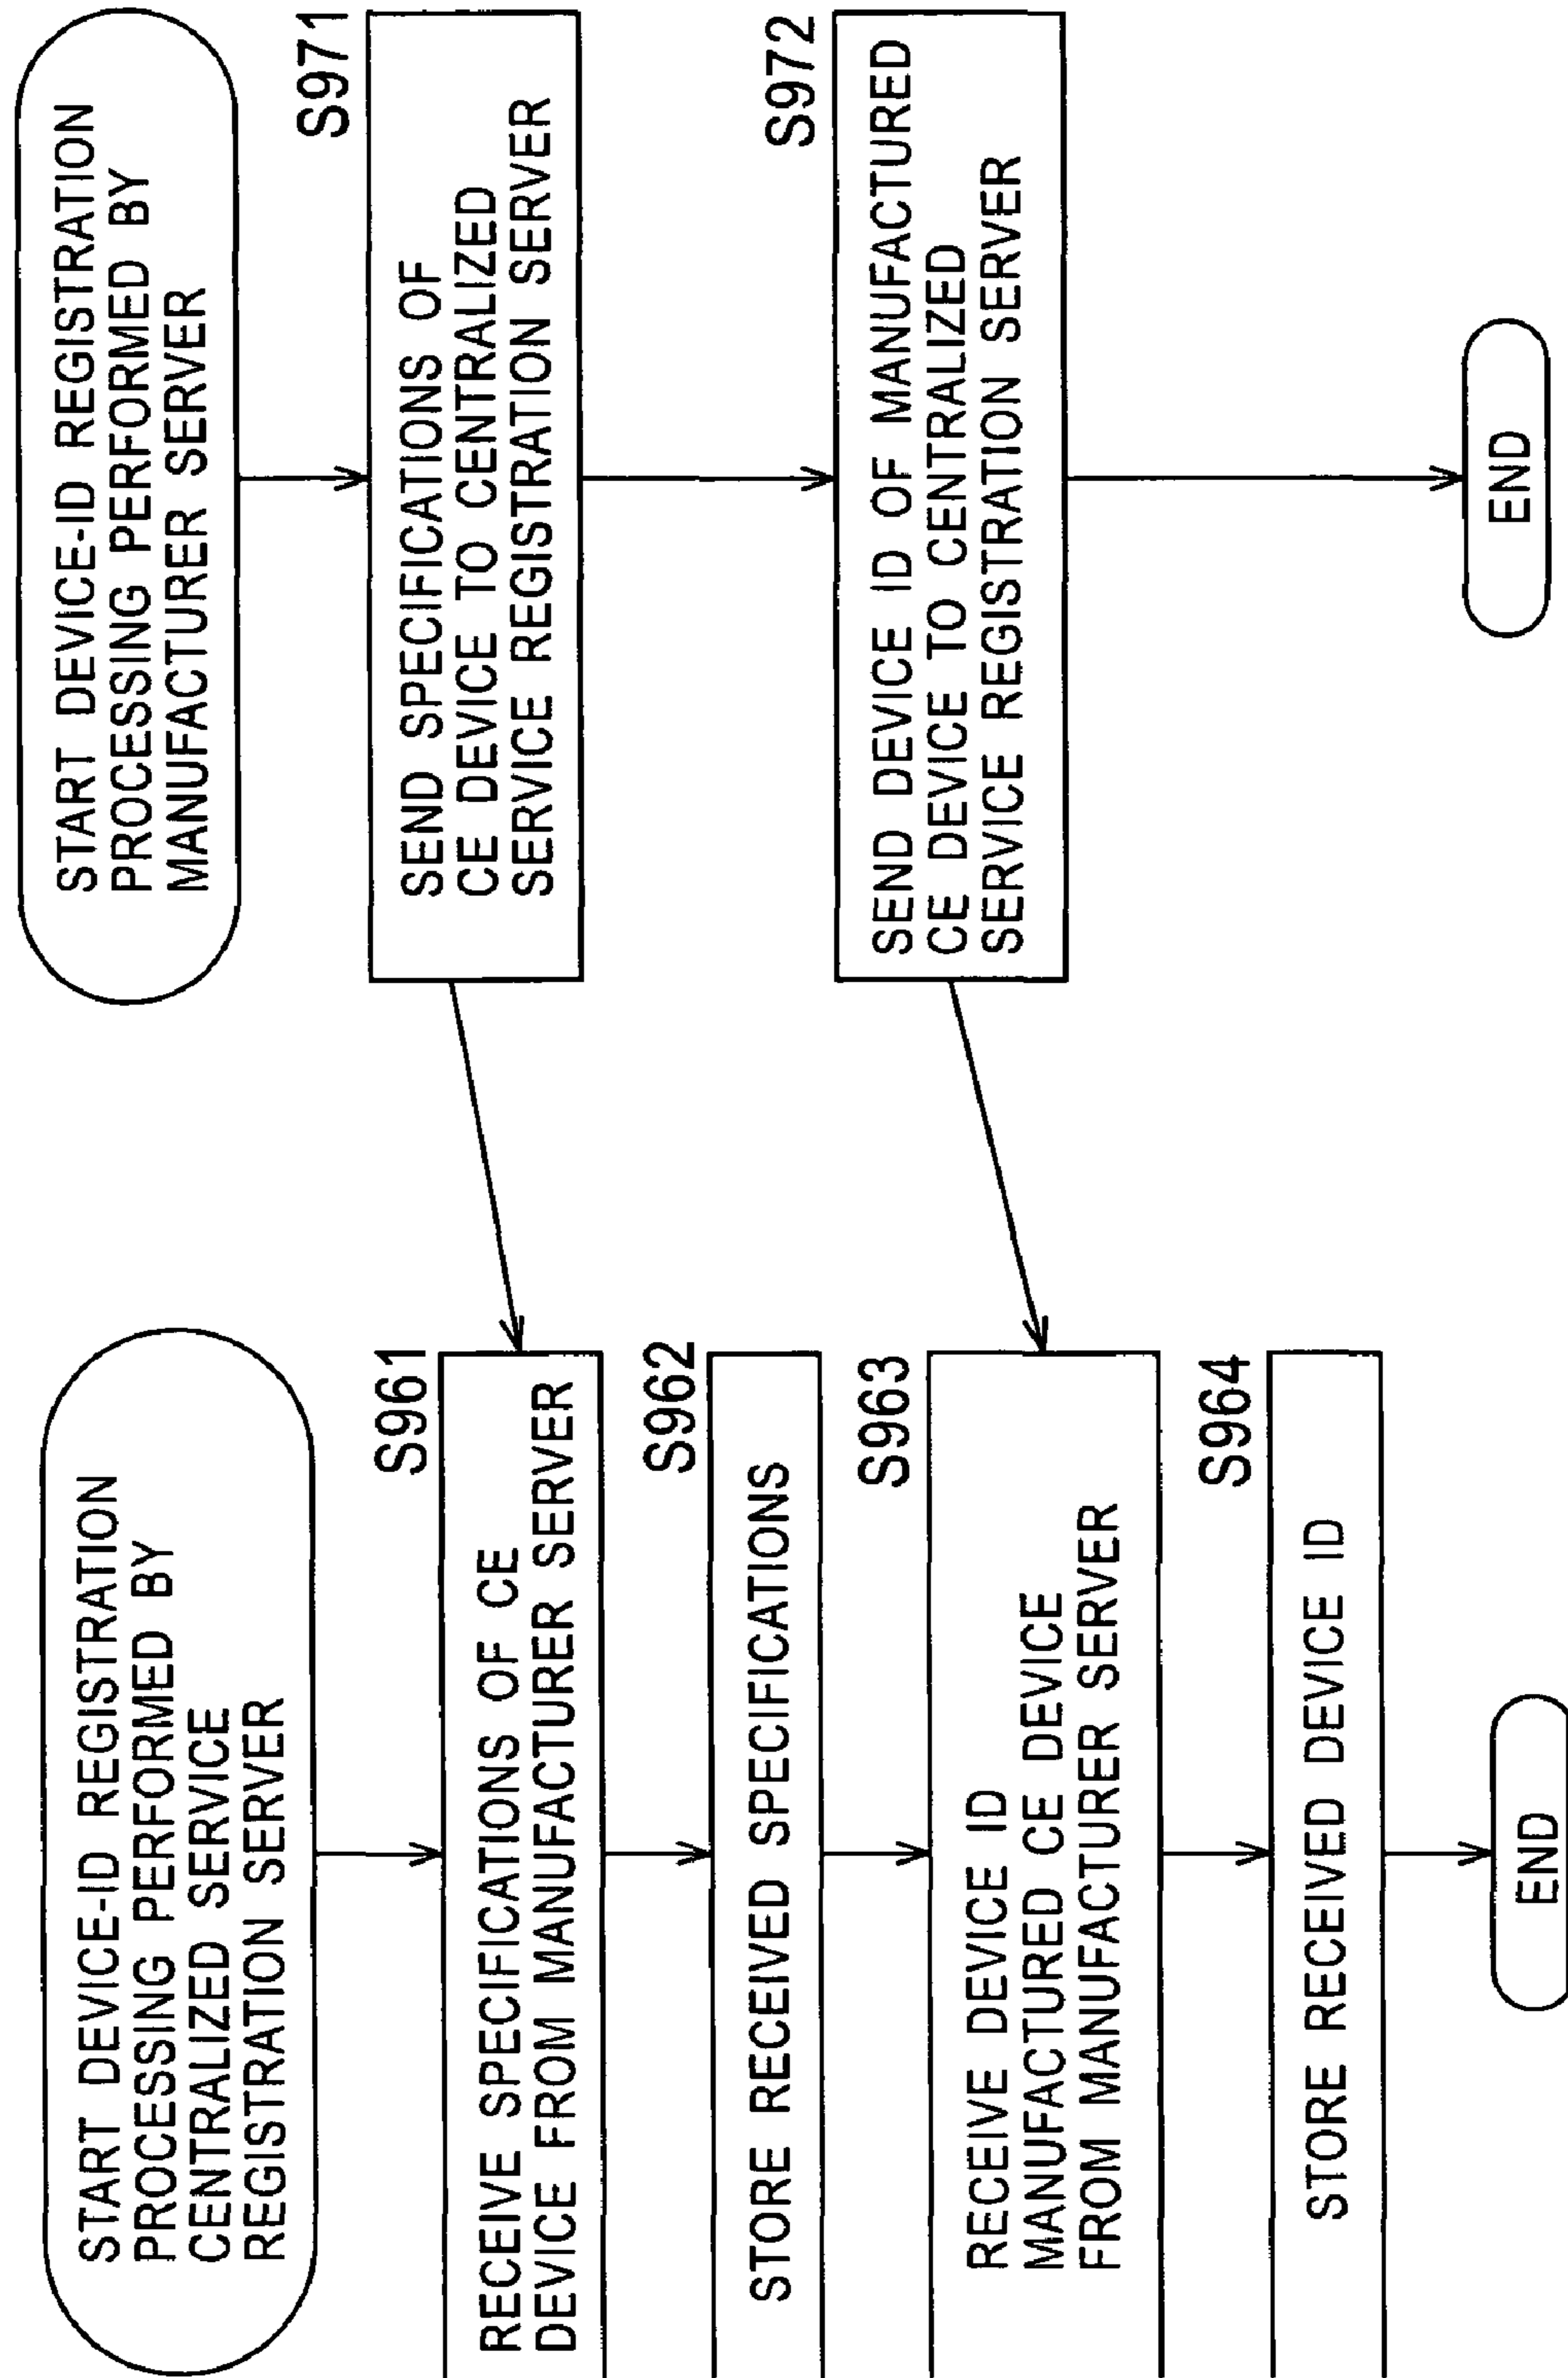 START DEVICE-ID REGISTRATION
PROCESSING PERFORMED BY
CENTRALIZED SERVICE
REGISTRATION SERVER
S961
RECEIVE SPECIFICATIONS OF CE
DEVICE FROM MANUFACTURER SERVER
S962
STORE RECEIVED SPECIFICATIONS
S963
RECEIVE DEVICE ID
MANUFACTURED CE DEVICE
FROM MANUFACTURER SERVER
S964
STORE RECEIVED DEVICE ID
END
START DEVICE-ID REGISTRATION
PROCESSING PERFORMED BY
MANUFACTURER SERVER
S971
SEND SPECIFICATIONS OF
CE DEVICE TO CENTRALIZED
SERVICE REGISTRATION SERVER
S972
SEND DEVICE ID OF MANUFACTURED
CE DEVICE TO CENTRALIZED
SERVICE REGISTRATION SERVER
END